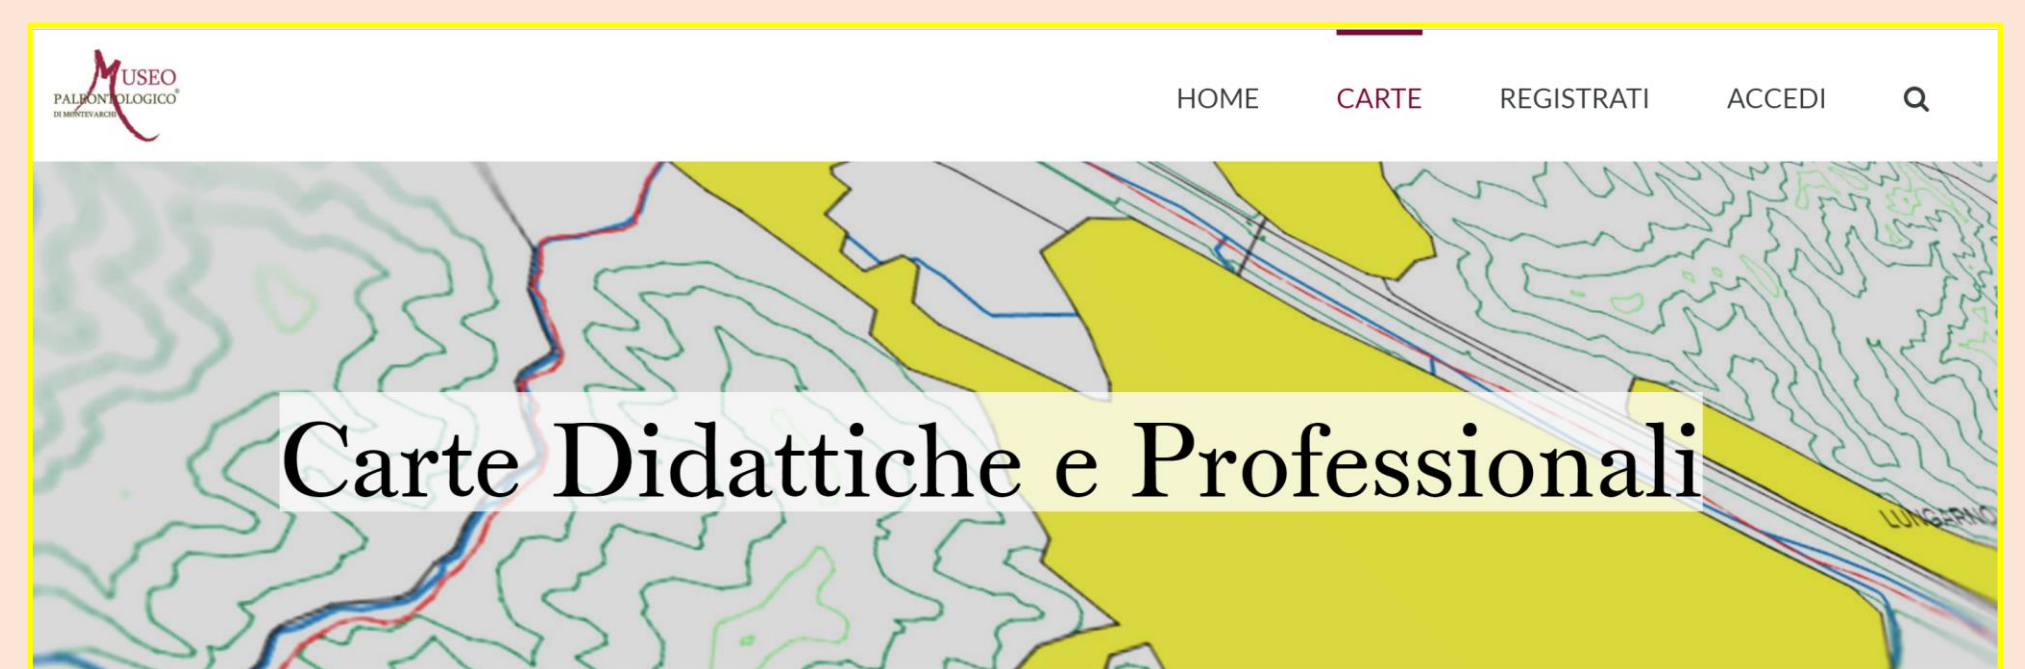 MUSEO
PALEONTOLOGICO®
DI MONTEVARCHI
HOME CARTE REGISTRATI ACCEDI
Carte Didattiche e Professionali
LUNGARNO